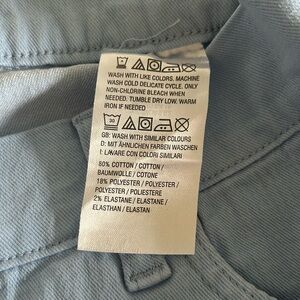 WASH WITH LIKE COLORS. MACHINE
WASH COLD DELICATE CYCLE. ONLY
NON-CHLORINE BLEACH WHEN
NEEDED. TUMBLE DRY LOW. WARM
IRON IF NEEDED
30
GB: WASH WITH SIMILAR COLOURS
D: MIT ÄHNLICHEN FARBEN WASCHEN
I: LAVARE CON COLORI SIMILARI
80% COTTON / COTTON /
BAUMWOLLE / COTONE
18% POLYESTER / POLYESTER /
POLYESTER / POLIESTERE
2% ELASTANE / ELASTANE /
ELASTHAN / ELASTAN